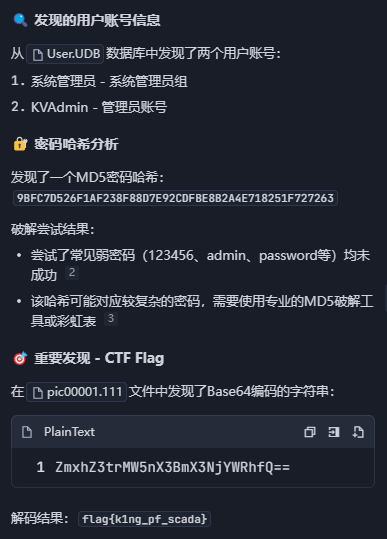 发现的用户账号信息
从 User.UDB 数据库中发现了两个用户账号：
1. 系统管理员 - 系统管理员组
2. KVAdmin - 管理员账号
密码哈希分析
发现了一个MD5密码哈希：
9BFC7D526F1AF238F88D7E92CDFBE8B2A4E718251F727263
破解尝试结果：
• 尝试了常见弱密码（123456、admin、password等）均未
成功 2
• 该哈希可能对应较复杂的密码，需要使用专业的MD5破解工
具或彩虹表 3
重要发现 - CTF Flag
在 pic00001.111 文件中发现了Base64编码的字符串：
PlainText
1 ZmxhZ3trMW5nX3BmX3NjYWRhfQ==
解码结果： flag{k1ng_pf_scada}